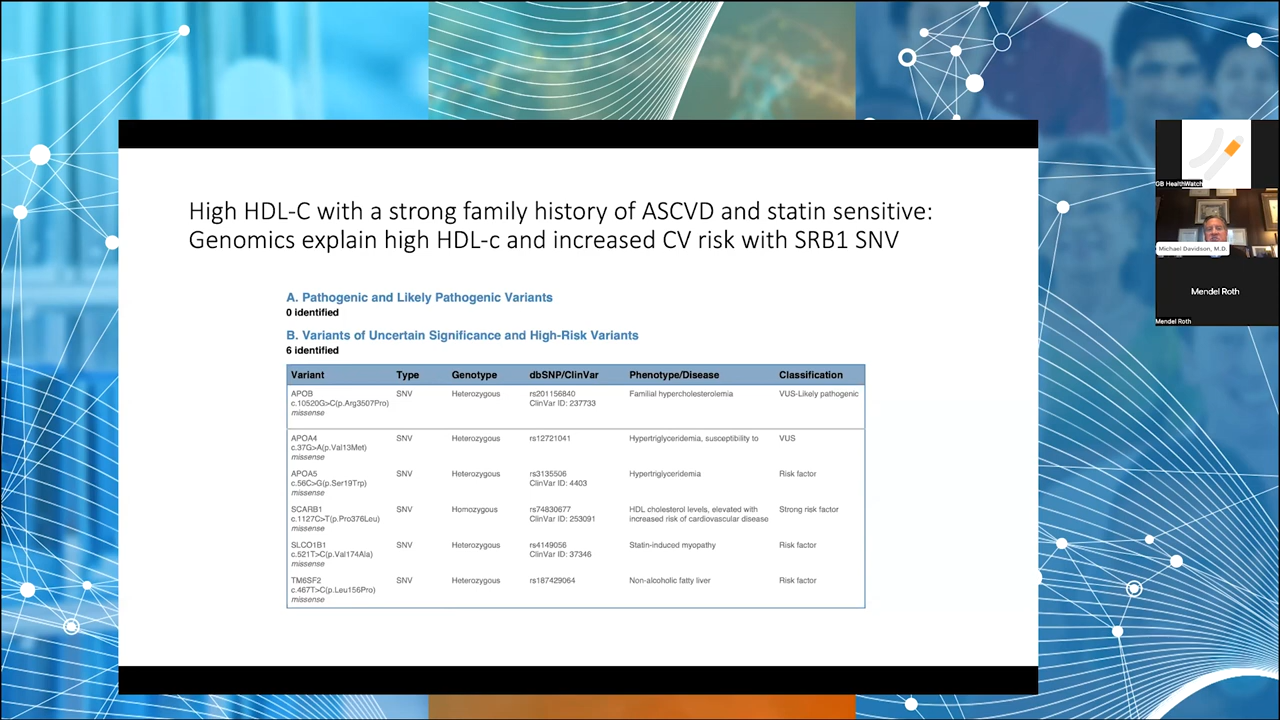 High HDL-C with a strong family history of ASCVD and statin sensitive:
Genomics explain high HDL-c and increased CV risk with SRB1 SNV
A. Pathogenic and Likely Pathogenic Variants
0 identified
B. Variants of Uncertain Significance and High-Risk Variants
6 identified
Variant Type Genotype dbSNP/ClinVar Phenotype/Disease Classification
APOB SNV Heterozygous rs201156840 Familial hypercholesterolemia VUS-Likely pathogenic
c.10520G>C(p.Arg3507Pro) ClinVar ID: 237733
missense
APOA4 SNV Heterozygous rs12721041 Hypertriglyceridemia, susceptibility to VUS
c.37G>A(p.Val13Met)
missense
APOA5 SNV Heterozygous rs3135506 Hypertriglyceridemia Risk factor
c.56C>G(p.Ser19Trp) ClinVar ID: 4403
missense
SCARB1 SNV Homozygous rs74830677 HDL cholesterol levels, elevated with Strong risk factor
c.1127C>T(p.Pro376Leu) ClinVar ID: 253091 increased risk of cardiovascular disease
missense
SLCO1B1 SNV Heterozygous rs4149056 Statin-induced myopathy Risk factor
c.521T>C(p.Val174Ala) ClinVar ID: 37346
missense
TM6SF2 SNV Heterozygous rs187429064 Non-alcoholic fatty liver Risk factor
c.467T>C(p.Leu156Pro)
missense
GB HealthWatch
Michael Davidson, M.D.
Mendel Roth
Mendel Roth